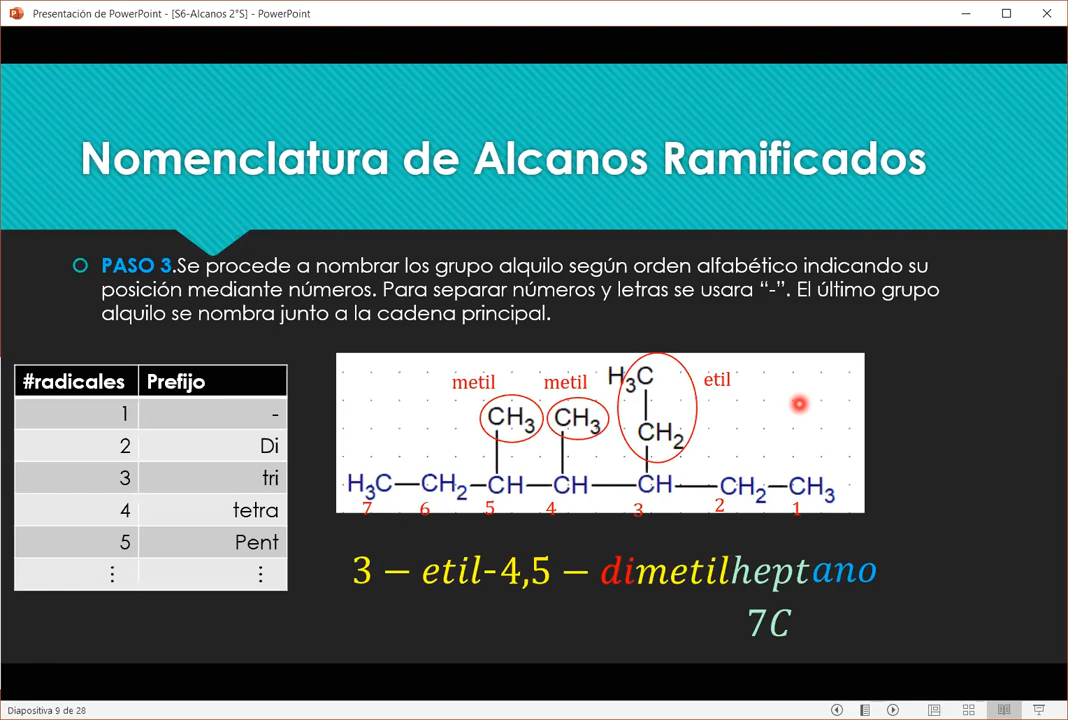 Presentación de PowerPoint - [S6-Alcanos 2°S] - PowerPoint
Nomenclatura de Alcanos Ramificados
PASO 3.Se procede a nombrar los grupo alquilo según orden alfabético indicando su
posición mediante números. Para separar números y letras se usara “-”. El último grupo
alquilo se nombra junto a la cadena principal.
#radicales Prefijo
1 -
2 Di
3 tri
4 tetra
5 Pent
⋮ ⋮
metil metil H₃C etil
CH₃ CH₃ CH₂
H₃C—CH₂—CH—CH—CH—CH₂—CH₃
7 6 5 4 3 2 1
3 − etil-4,5 − dimetilheptano
7C
Diapositiva 9 de 28